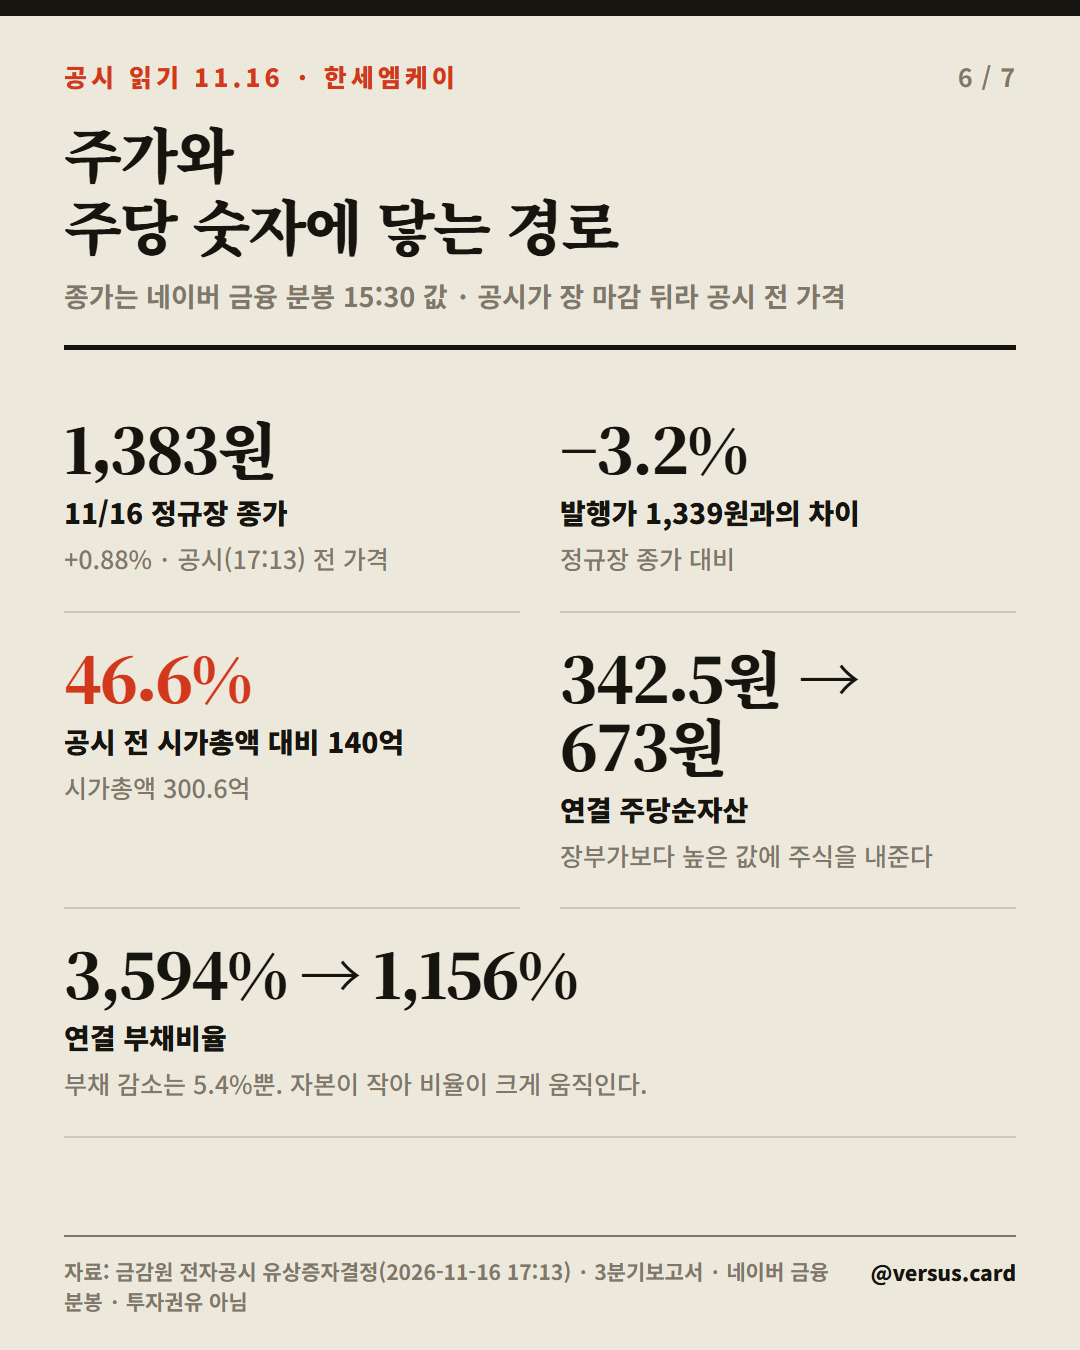 공시 읽기 11.16 · 한세엠케이
6 / 7
주가와
주당 숫자에 닿는 경로
종가는 네이버 금융 분봉 15:30 값 · 공시가 장 마감 뒤라 공시 전 가격
1,383원
11/16 정규장 종가
+0.88% · 공시(17:13) 전 가격
–3.2%
발행가 1,339원과의 차이
정규장 종가 대비
46.6%
공시 전 시가총액 대비 140억
시가총액 300.6억
342.5원 →
673원
연결 주당순자산
장부가보다 높은 값에 주식을 내준다
3,594% → 1,156%
연결 부채비율
부채 감소는 5.4%뿐. 자본이 작아 비율이 크게 움직인다.
자료: 금감원 전자공시 유상증자결정(2026-11-16 17:13) · 3분기보고서 · 네이버 금융
분봉 · 투자권유 아님
@versus.card